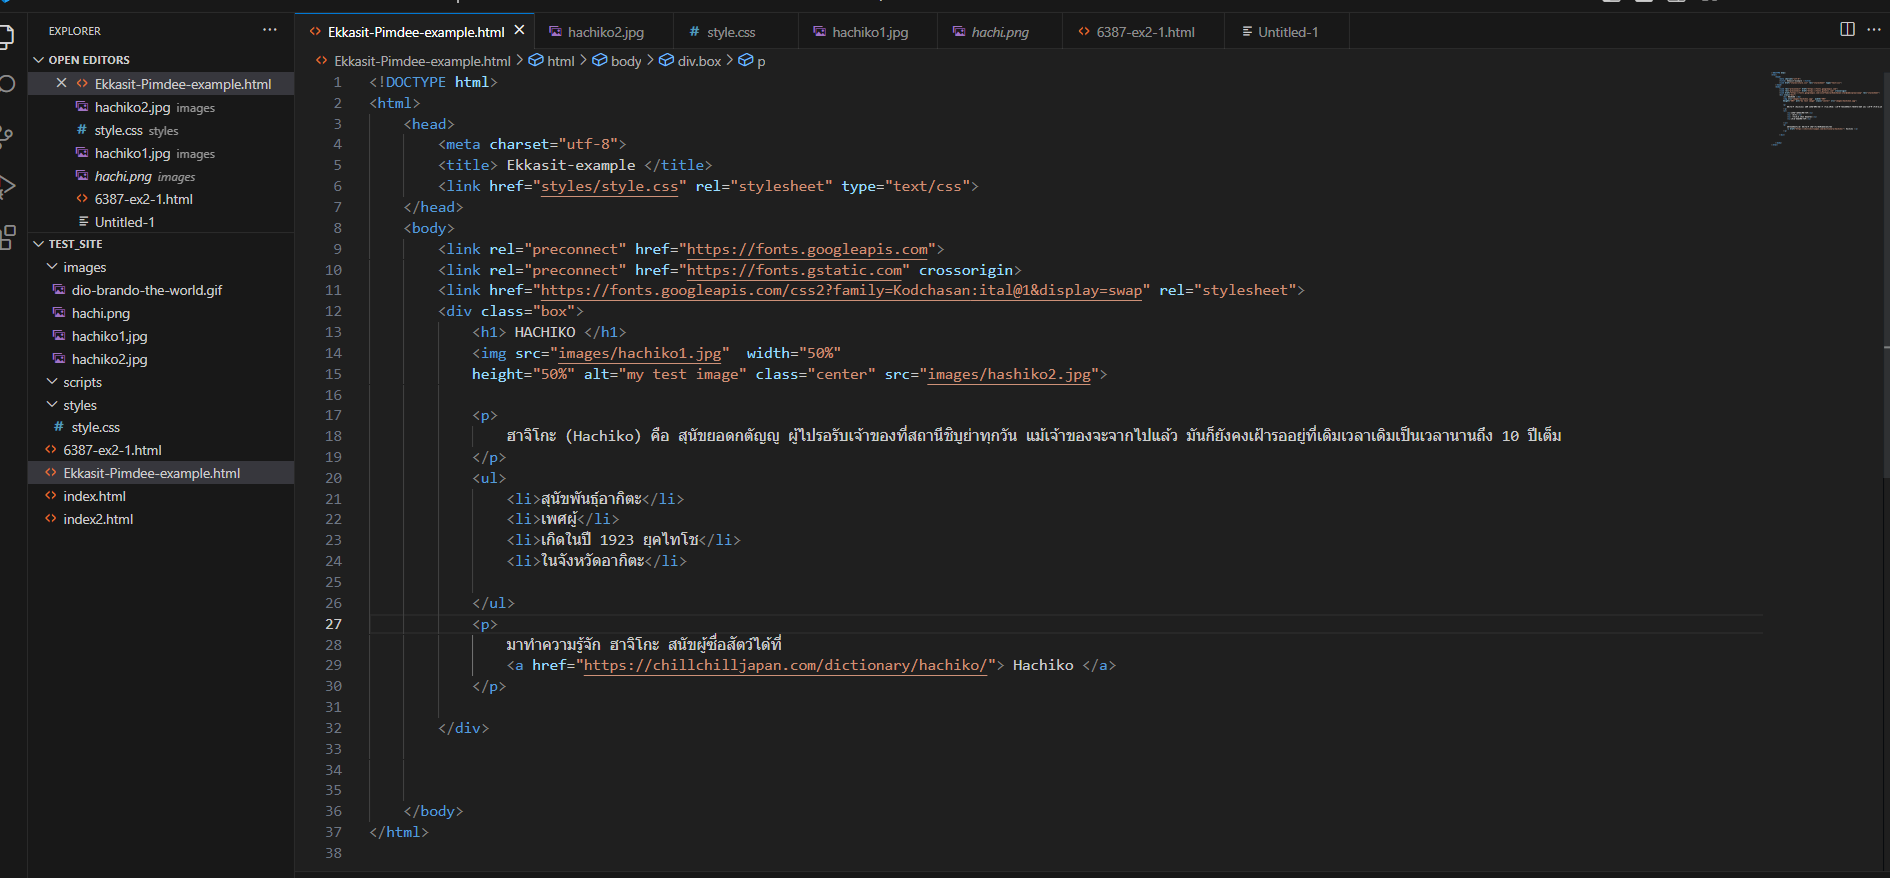 EXPLORER
OPEN EDITORS
Ekkasit-Pimdee-example.html
hachiko2.jpg images
style.css styles
hachiko1.jpg images
hachi.png images
6387-ex2-1.html
Untitled-1
TEST_SITE
images
dio-brando-the-world.gif
hachi.png
hachiko1.jpg
hachiko2.jpg
scripts
styles
style.css
6387-ex2-1.html
Ekkasit-Pimdee-example.html
index.html
index2.html
Ekkasit-Pimdee-example.html hachiko2.jpg style.css hachiko1.jpg hachi.png 6387-ex2-1.html Untitled-1
Ekkasit-Pimdee-example.html > html > body > div.box > p
1 <!DOCTYPE html>
2 <html>
3 <head>
4 <meta charset="utf-8">
5 <title> Ekkasit-example </title>
6 <link href="styles/style.css" rel="stylesheet" type="text/css">
7 </head>
8 <body>
9 <link rel="preconnect" href="https://fonts.googleapis.com">
10 <link rel="preconnect" href="https://fonts.gstatic.com" crossorigin>
11 <link href="https://fonts.googleapis.com/css2?family=Kodchasan:ital@1&display=swap" rel="stylesheet">
12 <div class="box">
13 <h1> HACHIKO </h1>
14 <img src="images/hachiko1.jpg"  width="50%"
15 height="50%" alt="my test image" class="center" src="images/hashiko2.jpg">
16
17 <p>
18 ฮาจิโกะ (Hachiko) คือ สุนัขยอดกตัญญู ผู้ไปรอรับเจ้าของที่สถานีชิบูย่าทุกวัน แม้เจ้าของจะจากไปแล้ว มันก็ยังคงเฝ้ารออยู่ที่เดิมเวลาเดิมเป็นเวลานานถึง 10 ปีเต็ม
19 </p>
20 <ul>
21 <li>สุนัขพันธุ์อากิตะ</li>
22 <li>เพศผู้</li>
23 <li>เกิดในปี 1923 ยุคไทโช</li>
24 <li>ในจังหวัดอากิตะ</li>
25
26 </ul>
27 <p>
28 มาทำความรู้จัก ฮาจิโกะ สุนัขผู้ซื่อสัตว์ได้ที่
29 <a href="https://chillchilljapan.com/dictionary/hachiko/"> Hachiko </a>
30 </p>
31
32 </div>
33
34
35
36 </body>
37 </html>
38